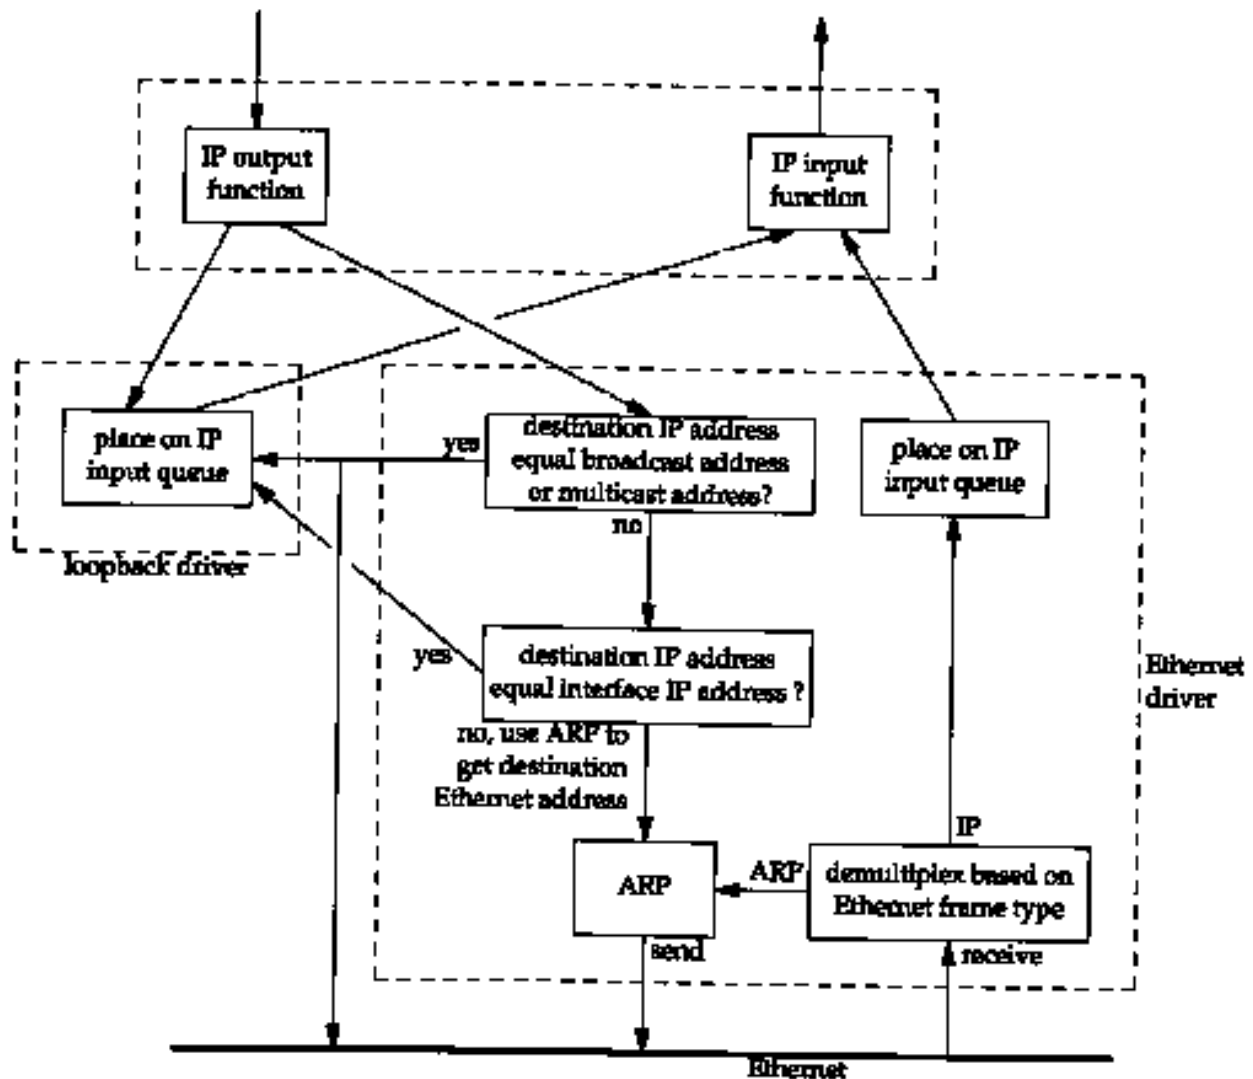 IP output
function
IP input
function
place on IP
input queue
loopback driver
yes
destination IP address
equal broadcast address
or multicast address?
no
place on IP
input queue
yes
destination IP address
equal interface IP address ?
no, use ARP to
get destination
Ethernet address
Ethernet
driver
IP
ARP
ARP
demultiplex based on
Ethernet frame type
send
receive
Ethernet